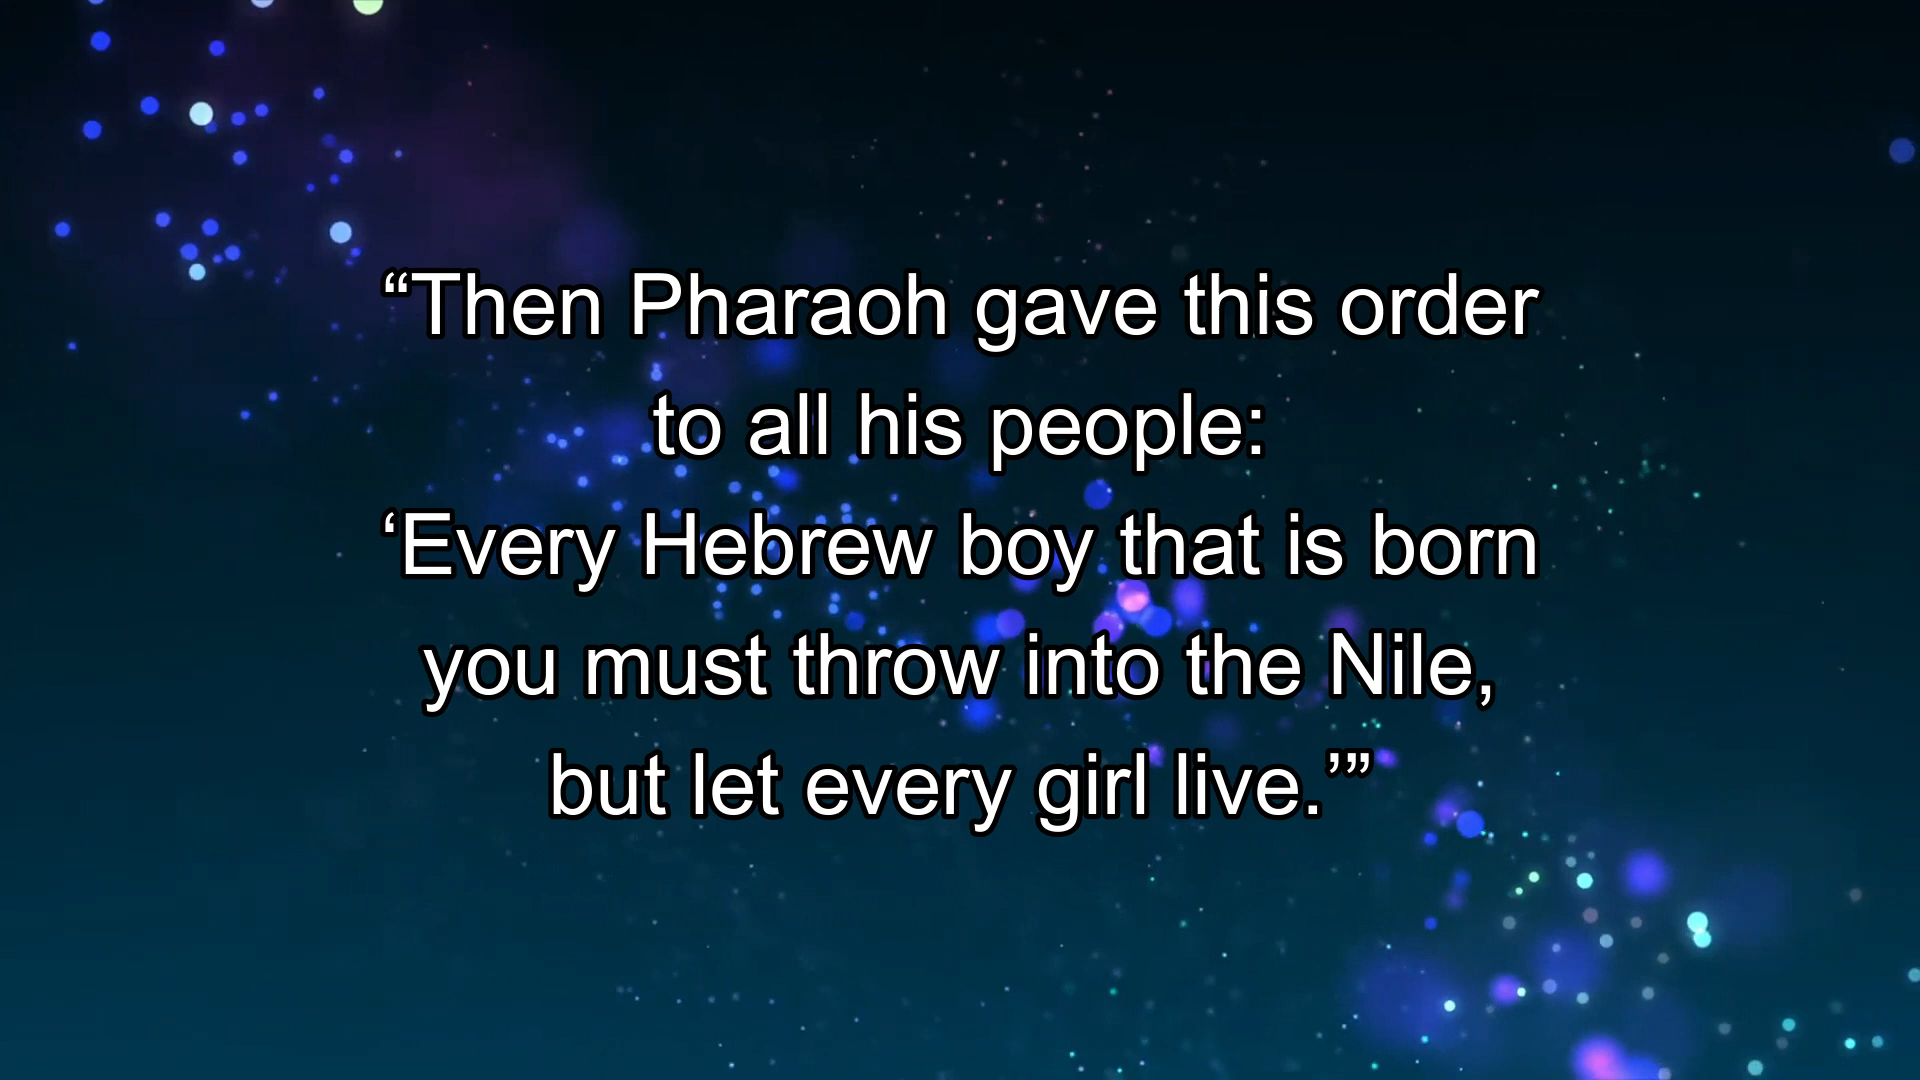 “Then Pharaoh gave this order
to all his people:
‘Every Hebrew boy that is born
you must throw into the Nile,
but let every girl live.’”